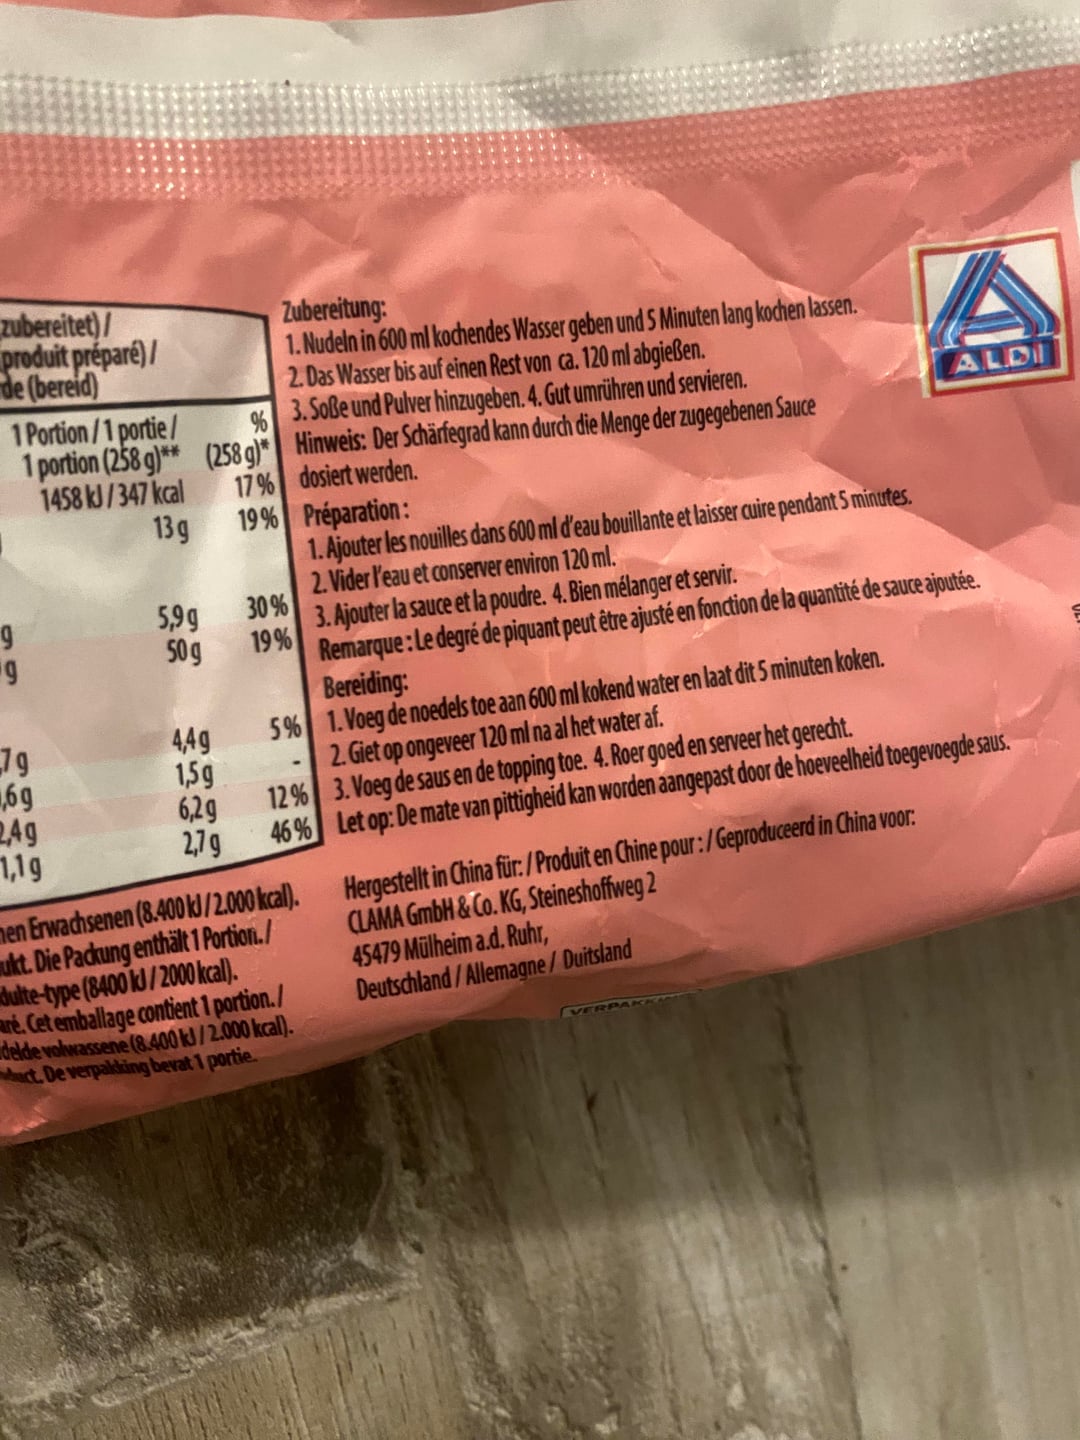 zubereitet) /
produit préparé) /
de (bereid)
1 Portion / 1 portie /
1 portion (258 g)**
%
(258 g)*
1458 kJ / 347 kcal 17 %
13 g 19 %
5,9 g 30 %
g 50 g 19 %
g
4,4 g 5 %
7 g 1,5 g -
,6 g 6,2 g 12 %
2,4 g 2,7 g 46 %
1,1 g
Erwachsenen (8.400 kJ / 2.000 kcal).
Die Packung enthält 1 Portion. /
(8400 kJ / 2000 kcal).
Cet emballage contient 1 portion. /
volwassene (8.400 kJ / 2.000 kcal).
De verpakking bevat 1 portie.
Zubereitung:
1. Nudeln in 600 ml kochendes Wasser geben und 5 Minuten lang kochen lassen.
2. Das Wasser bis auf einen Rest von ca. 120 ml abgießen.
3. Soße und Pulver hinzugeben. 4. Gut umrühren und servieren.
Hinweis: Der Schärfegrad kann durch die Menge der zugegebenen Sauce
dosiert werden.
Préparation :
1. Ajouter les nouilles dans 600 ml d'eau bouillante et laisser cuire pendant 5 minutes.
2. Vider l'eau et conserver environ 120 ml.
3. Ajouter la sauce et la poudre. 4. Bien mélanger et servir.
Remarque : Le degré de piquant peut être ajusté en fonction de la quantité de sauce ajoutée.
Bereiding:
1. Voeg de noedels toe aan 600 ml kokend water en laat dit 5 minuten koken.
2. Giet op ongeveer 120 ml na al het water af.
3. Voeg de saus en de topping toe. 4. Roer goed en serveer het gerecht.
Let op: De mate van pittigheid kan worden aangepast door de hoeveelheid toegevoegde saus.
Hergestellt in China für: / Produit en Chine pour : / Geproduceerd in China voor:
CLAMA GmbH & Co. KG, Steineshoffweg 2
45479 Mülheim a.d. Ruhr,
Deutschland / Allemagne / Duitsland
ALDI